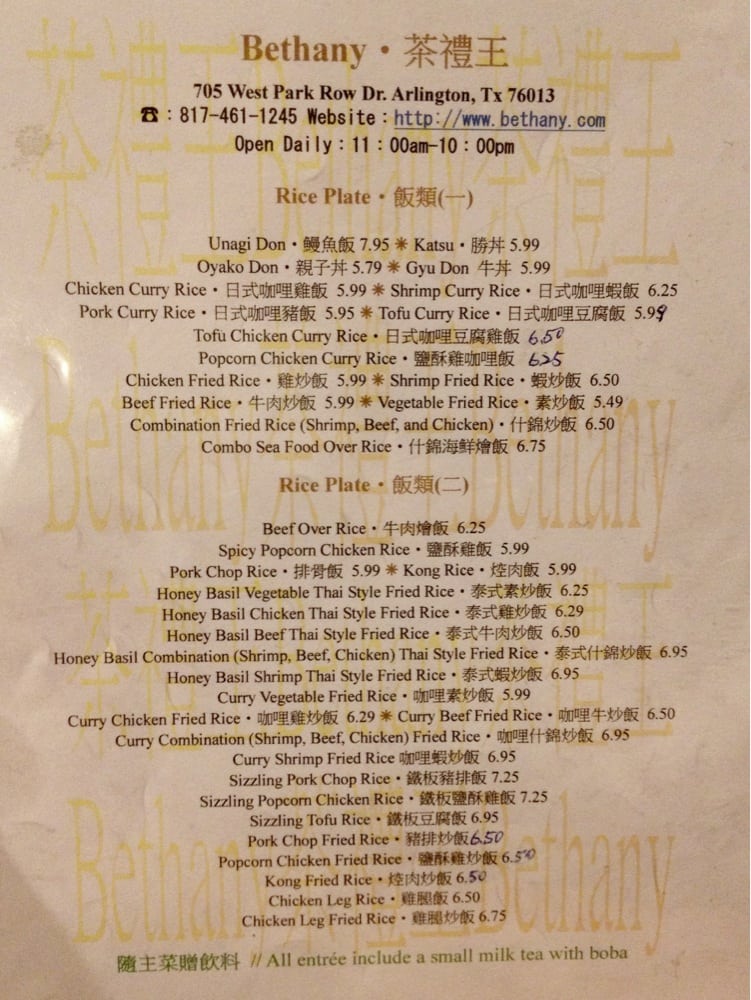 Bethany • 茶禮王
705 West Park Row Dr. Arlington, Tx 76013
☎：817-461-1245 Website：http://www.bethany.com
Open Daily：11：00am-10：00pm
Rice Plate • 飯類(一)
Unagi Don • 鰻魚飯 7.95 ✷ Katsu • 勝丼 5.99
Oyako Don • 親子丼 5.79 ✷ Gyu Don 牛丼 5.99
Chicken Curry Rice • 日式咖哩雞飯 5.99 ✷ Shrimp Curry Rice • 日式咖哩蝦飯 6.25
Pork Curry Rice • 日式咖哩豬飯 5.95 ✷ Tofu Curry Rice • 日式咖哩豆腐飯 5.99
Tofu Chicken Curry Rice • 日式咖哩豆腐雞飯 6.50
Popcorn Chicken Curry Rice • 鹽酥雞咖哩飯 6.25
Chicken Fried Rice • 雞炒飯 5.99 ✷ Shrimp Fried Rice • 蝦炒飯 6.50
Beef Fried Rice • 牛肉炒飯 5.99 ✷ Vegetable Fried Rice • 素炒飯 5.49
Combination Fried Rice (Shrimp, Beef, and Chicken) • 什錦炒飯 6.50
Combo Sea Food Over Rice • 什錦海鮮燴飯 6.75
Rice Plate • 飯類(二)
Beef Over Rice • 牛肉燴飯 6.25
Spicy Popcorn Chicken Rice • 鹽酥雞飯 5.99
Pork Chop Rice • 排骨飯 5.99 ✷ Kong Rice • 焢肉飯 5.99
Honey Basil Vegetable Thai Style Fried Rice • 泰式素炒飯 6.25
Honey Basil Chicken Thai Style Fried Rice • 泰式雞炒飯 6.29
Honey Basil Beef Thai Style Fried Rice • 泰式牛肉炒飯 6.50
Honey Basil Combination (Shrimp, Beef, Chicken) Thai Style Fried Rice • 泰式什錦炒飯 6.95
Honey Basil Shrimp Thai Style Fried Rice • 泰式蝦炒飯 6.95
Curry Vegetable Fried Rice • 咖哩素炒飯 5.99
Curry Chicken Fried Rice • 咖哩雞炒飯 6.29 ✷ Curry Beef Fried Rice • 咖哩牛炒飯 6.50
Curry Combination (Shrimp, Beef, Chicken) Fried Rice • 咖哩什錦炒飯 6.95
Curry Shrimp Fried Rice 咖哩蝦炒飯 6.95
Sizzling Pork Chop Rice • 鐵板豬排飯 7.25
Sizzling Popcorn Chicken Rice • 鐵板鹽酥雞飯 7.25
Sizzling Tofu Rice • 鐵板豆腐飯 6.95
Pork Chop Fried Rice • 豬排炒飯 6.50
Popcorn Chicken Fried Rice • 鹽酥雞炒飯 6.50
Kong Fried Rice • 焢肉炒飯 6.50
Chicken Leg Rice • 雞腿飯 6.50
Chicken Leg Fried Rice • 雞腿炒飯 6.75
隨主菜贈飲料 // All entrée include a small milk tea with boba